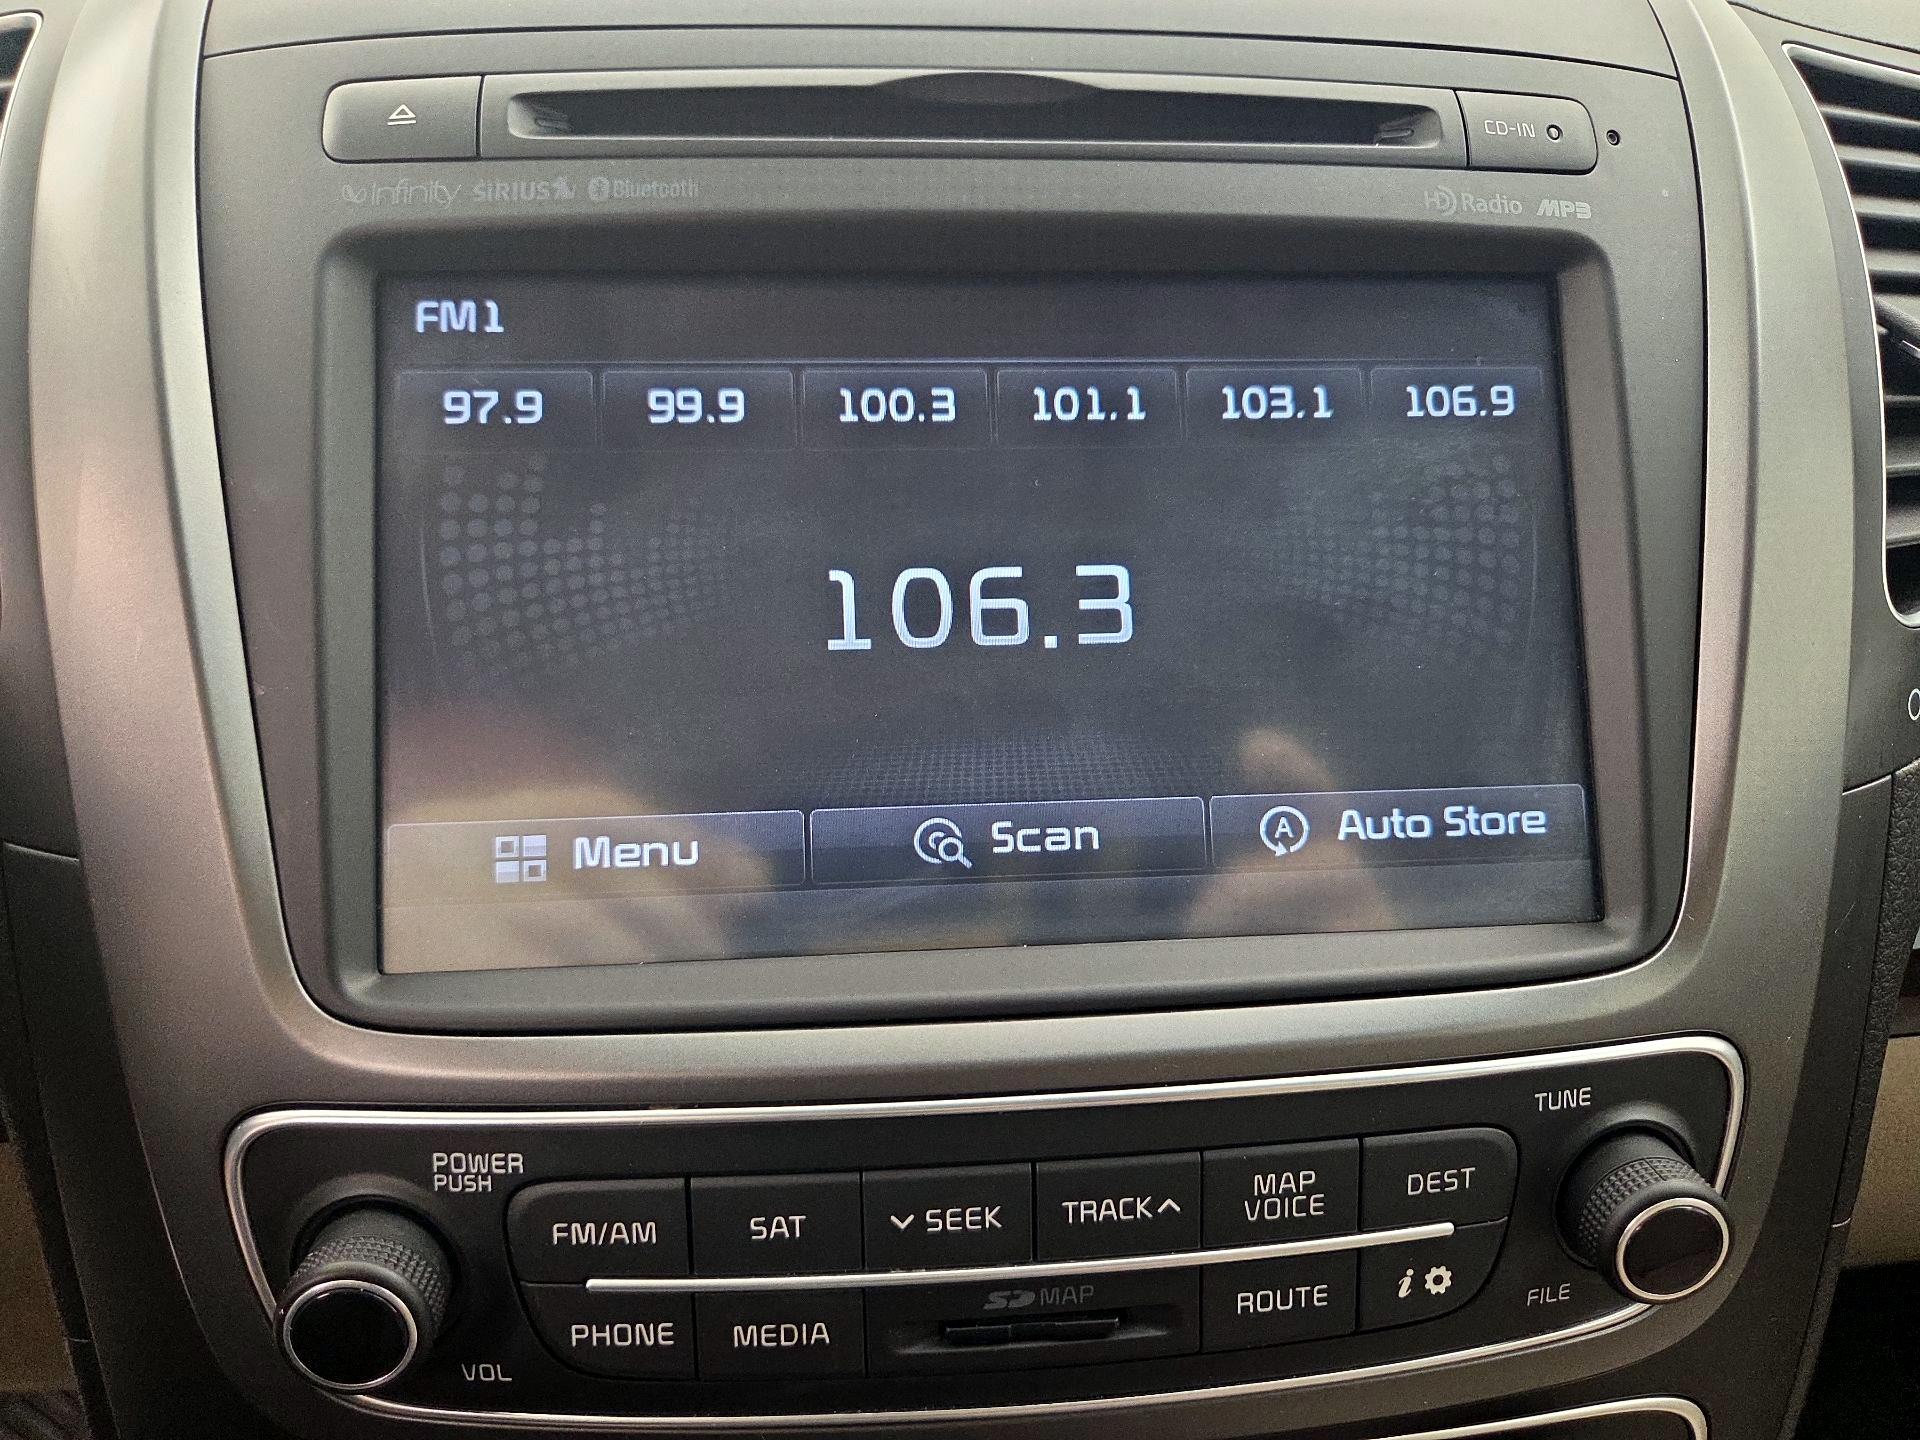 CD-IN
infinity SIRIUS Bluetooth
HD Radio MP3
FM1
97.9 99.9 100.3 101.1 103.1 106.9
106.3
Menu Scan A Auto Store
TUNE
POWER
PUSH
FM/AM SAT SEEK TRACK MAP VOICE DEST
SD MAP
PHONE MEDIA ROUTE i
FILE
VOL